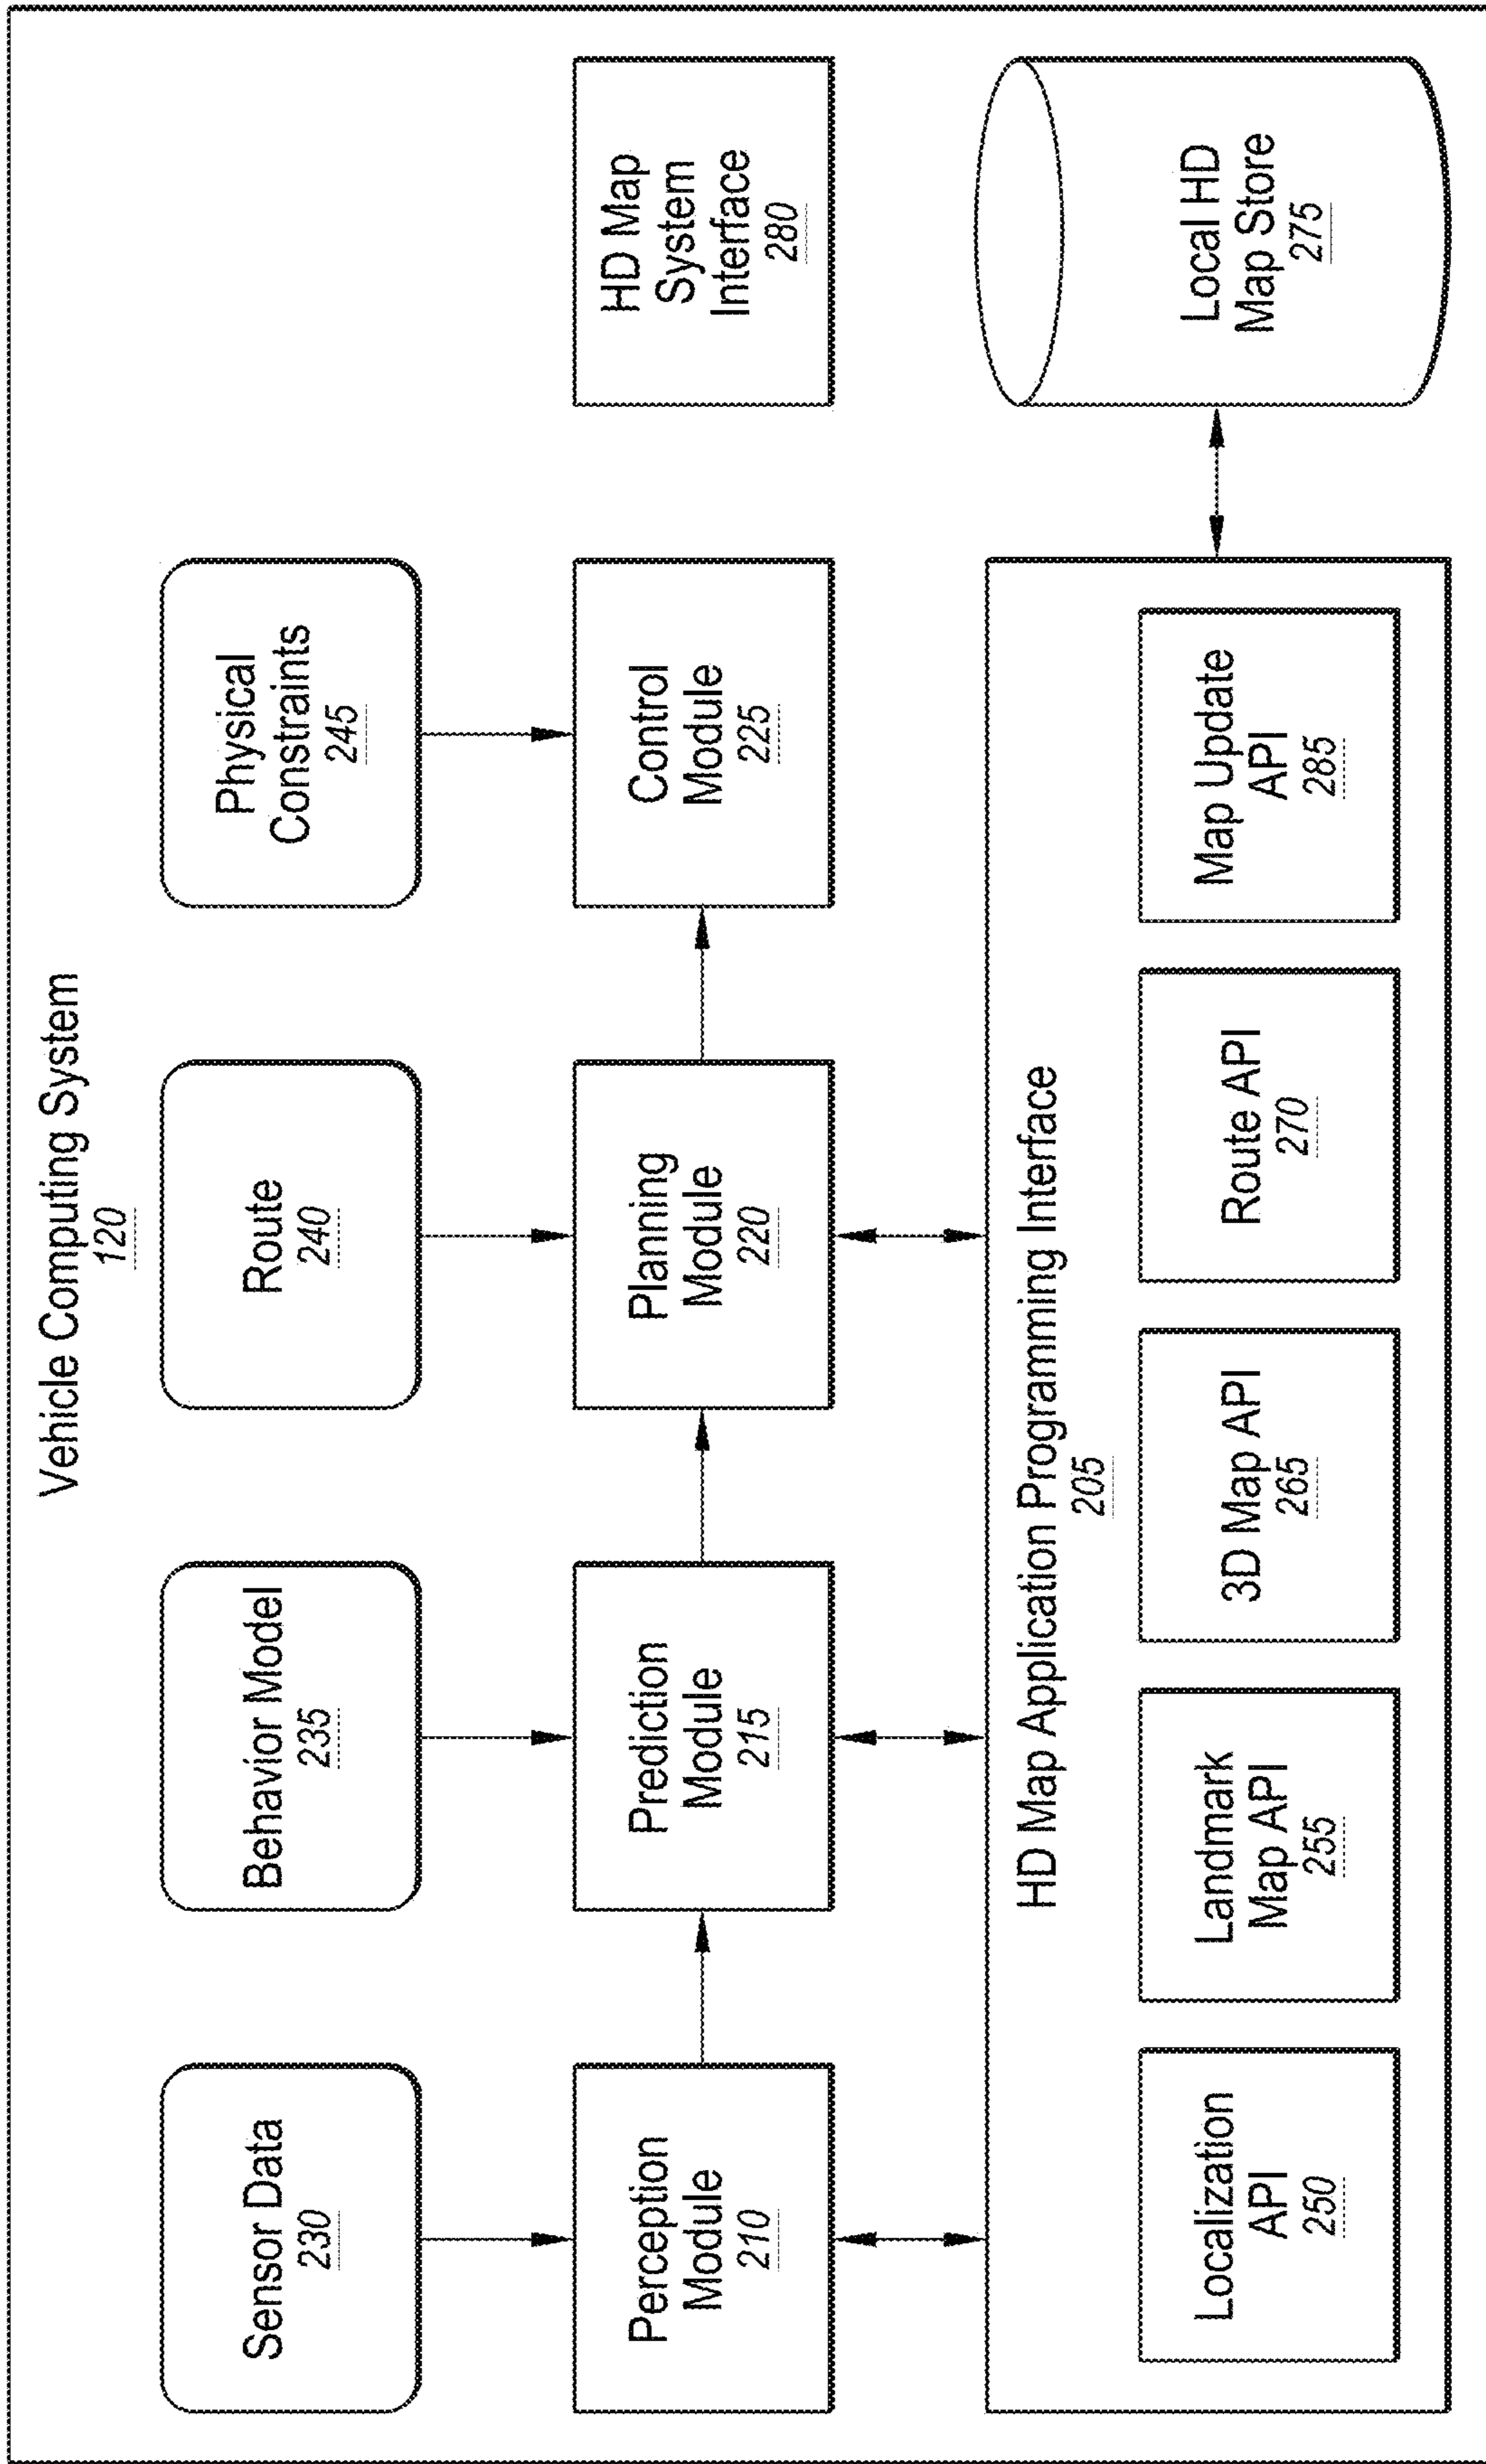 Vehicle Computing System
120
Sensor Data
230
Behavior Model
235
Route
240
Physical
Constraints
245
Perception
Module
210
Prediction
Module
215
Planning
Module
220
Control
Module
225
HD Map
System
Interface
280
HD Map Application Programming Interface
205
Localization
API
250
Landmark
Map API
255
3D Map API
265
Route API
270
Map Update
API
285
Local HD
Map Store
275